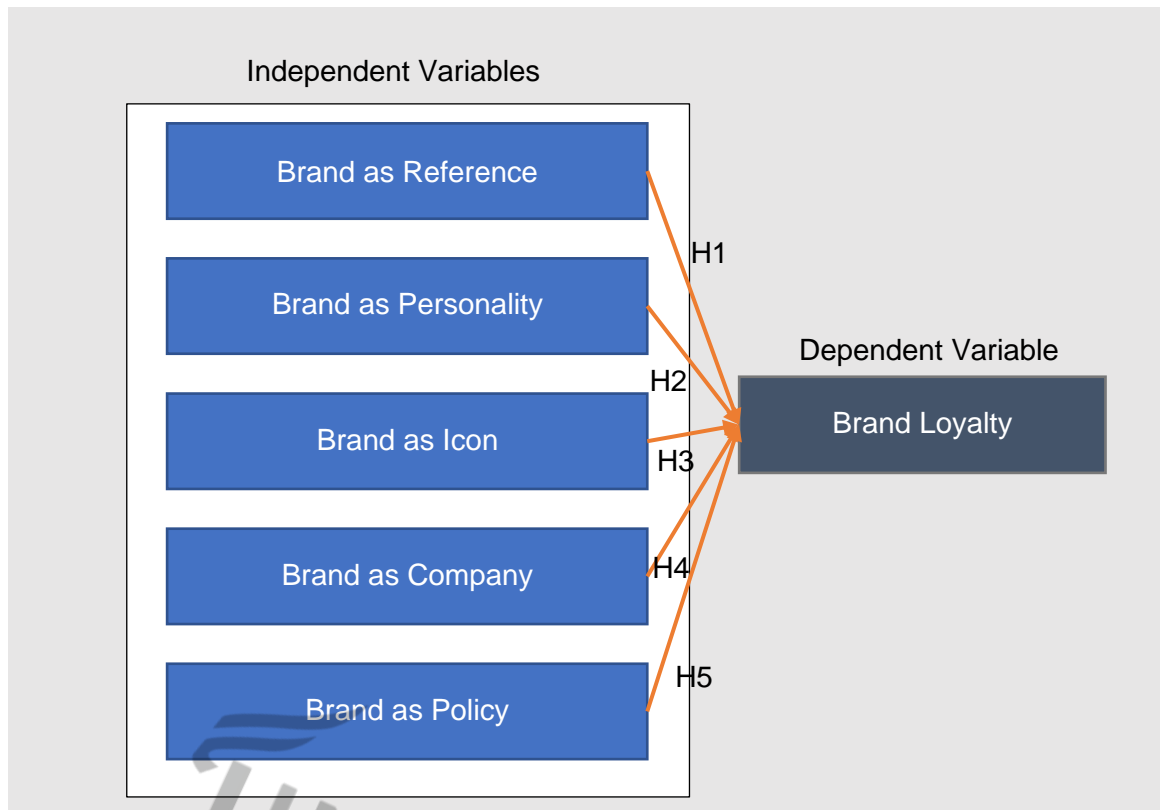 Independent Variables
Brand as Reference
H1
Brand as Personality
Dependent Variable
H2
Brand Loyalty
Brand as Icon
H3
Brand as Company
H4
H5
Brand as Policy